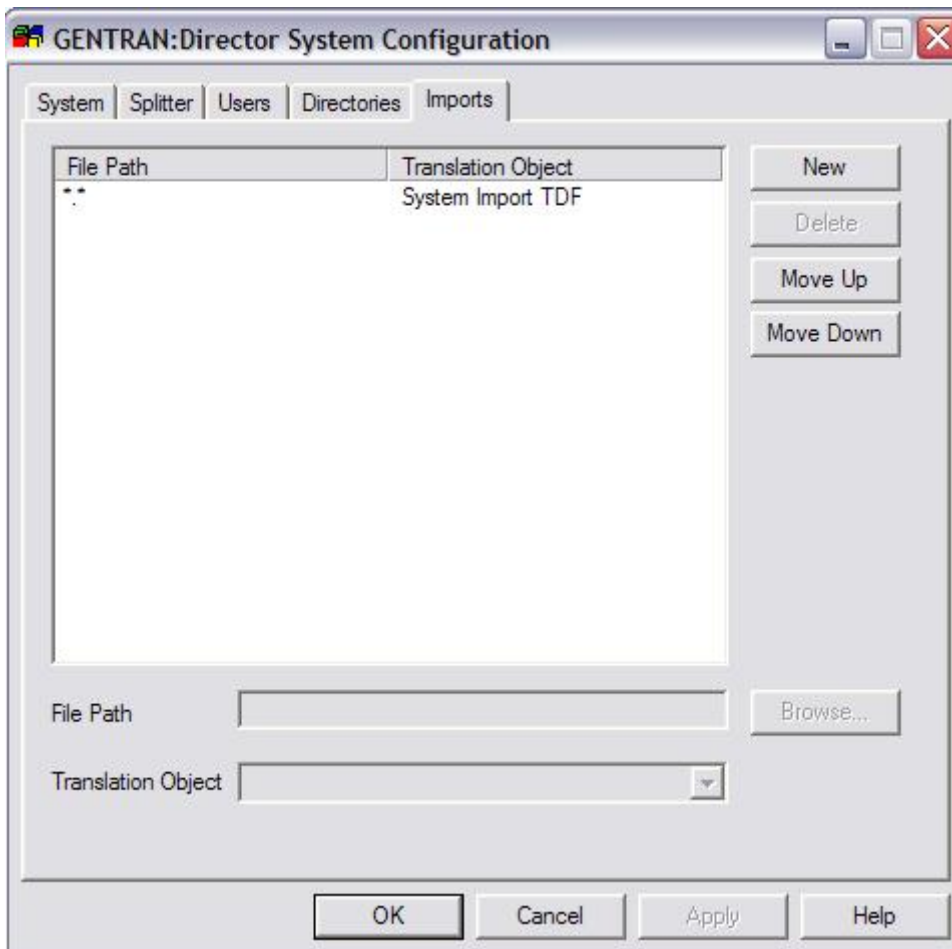 GENTRAN:Director System Configuration
System Splitter Users Directories Imports
File Path Translation Object
*.* System Import TDF
New
Delete
Move Up
Move Down
File Path
Browse...
Translation Object
OK Cancel Apply Help